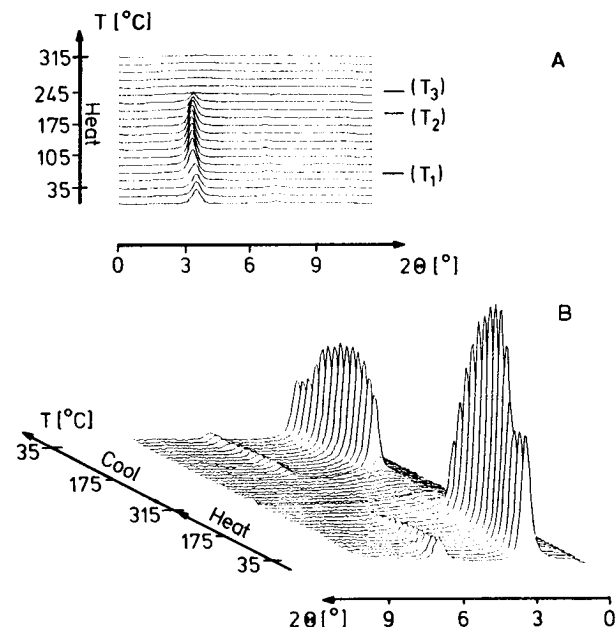 T [°C]
A
315
245
175
105
35
Heat
(T₃)
(T₂)
(T₁)
0 3 6 9 2Θ [°]
B
T [°C]
35
Cool
175
315
Heat
175
35
2Θ [°] 9 6 3 0